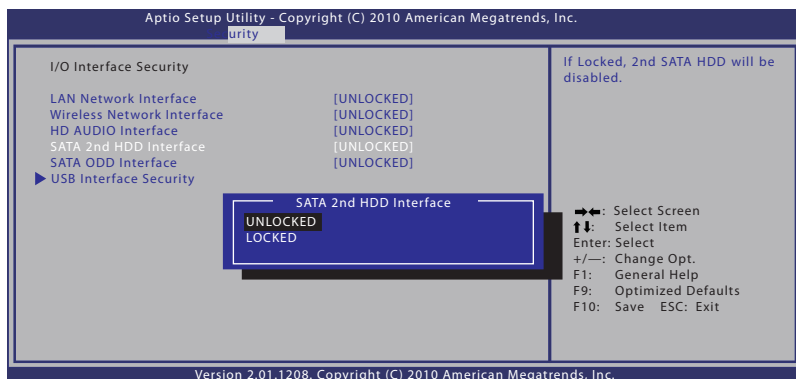 Aptio Setup Utility - Copyright (C) 2010 American Megatrends, Inc.
urity
I/O Interface Security
LAN Network Interface [UNLOCKED]
Wireless Network Interface [UNLOCKED]
HD AUDIO Interface [UNLOCKED]
SATA 2nd HDD Interface [UNLOCKED]
SATA ODD Interface [UNLOCKED]
USB Interface Security
SATA 2nd HDD Interface
UNLOCKED
LOCKED
If Locked, 2nd SATA HDD will be
disabled.
→←: Select Screen
↑↓: Select Item
Enter: Select
+/—: Change Opt.
F1: General Help
F9: Optimized Defaults
F10: Save ESC: Exit
Version 2.01.1208. Copyright (C) 2010 American Megatrends, Inc.